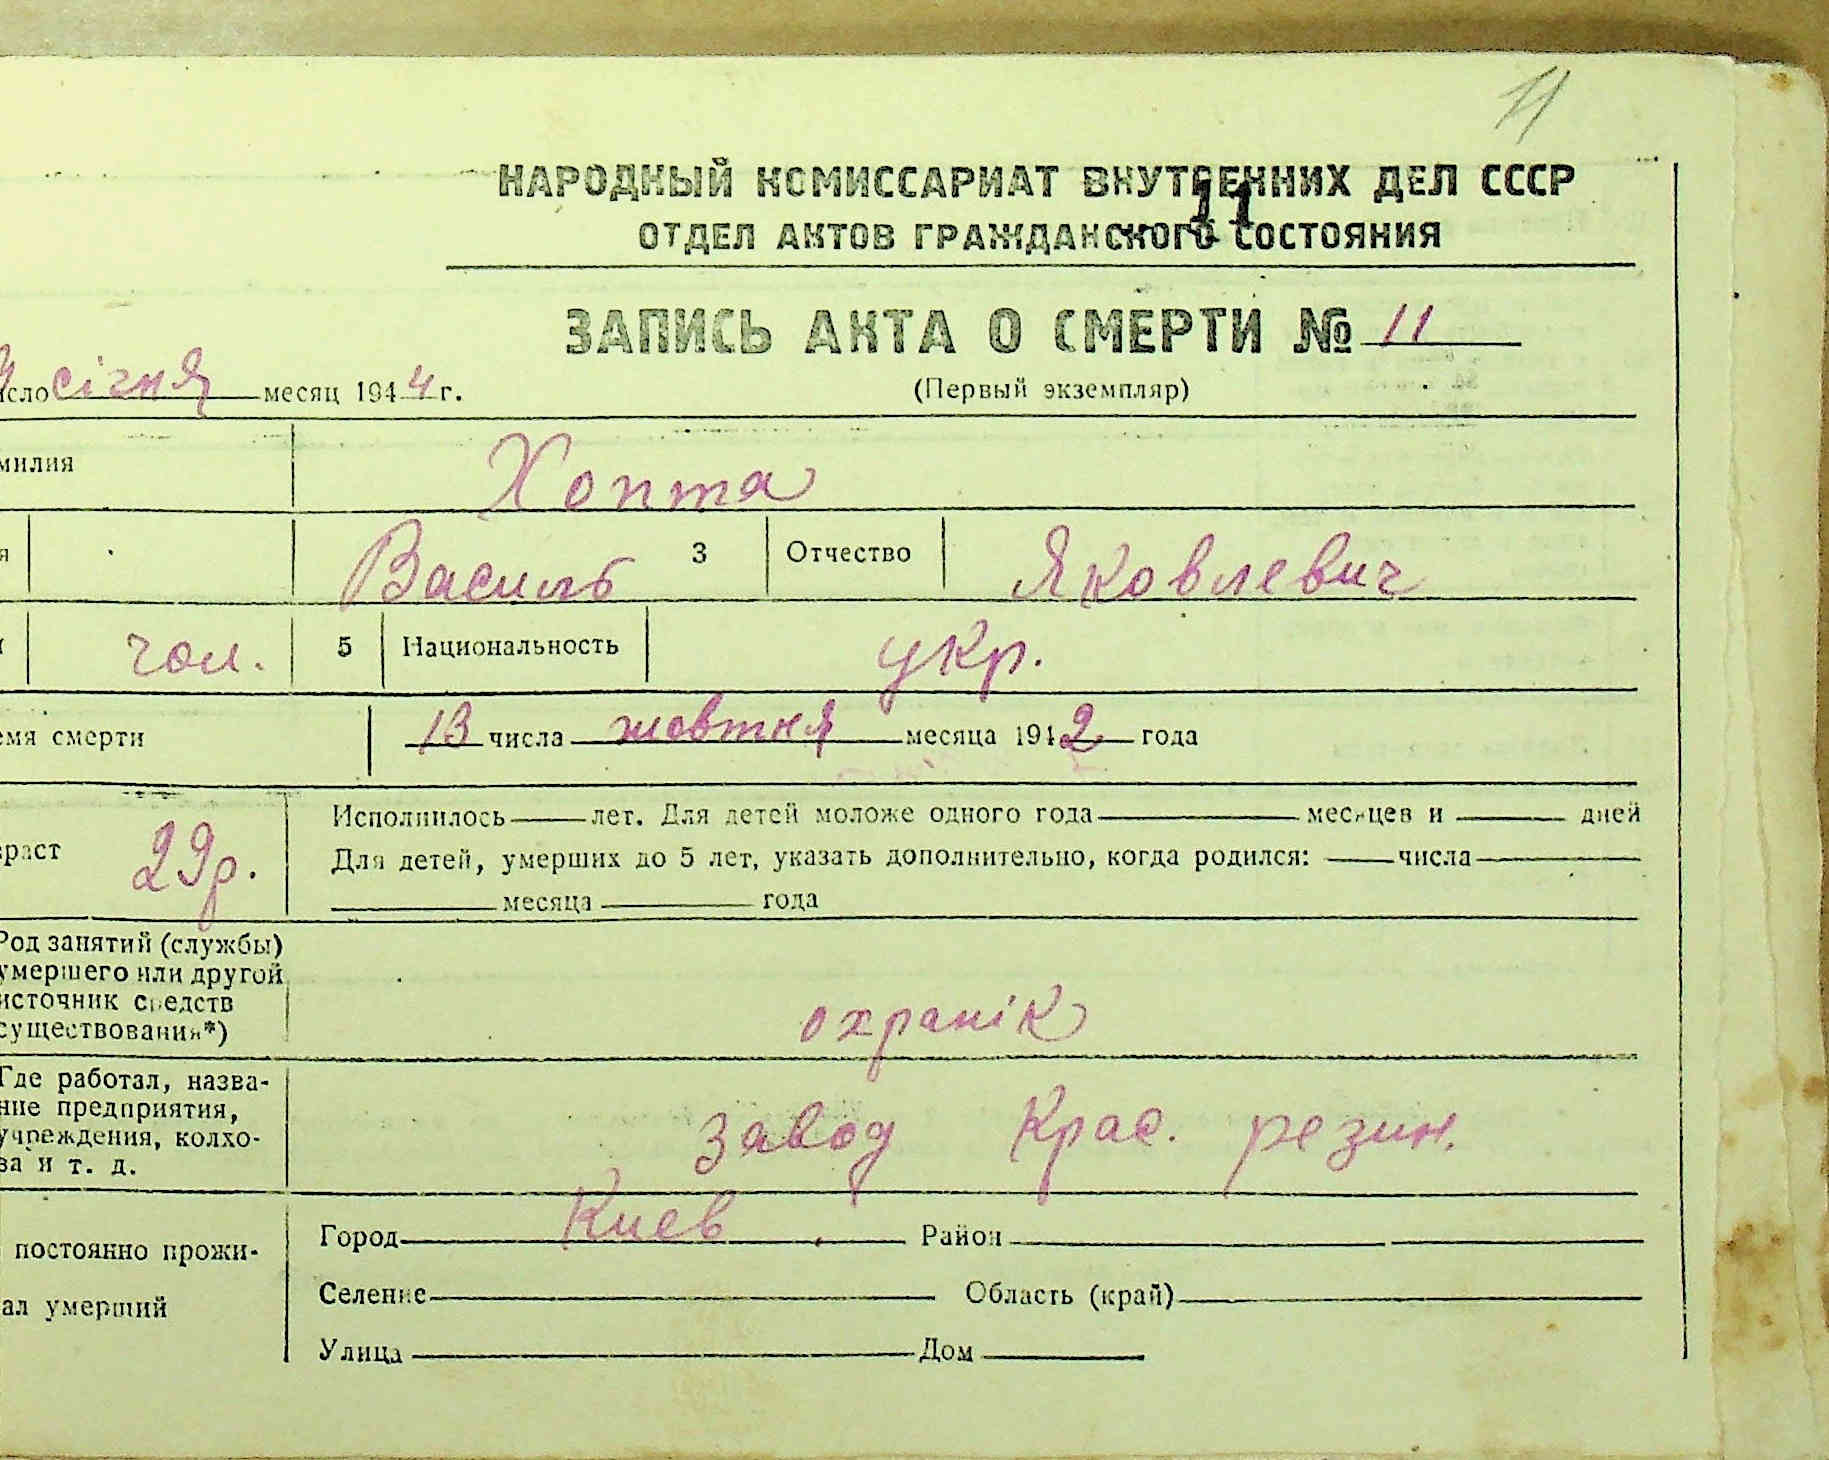 11
НАРОДНЫЙ КОМИССАРИАТ ВНУТРЕННИХ ДЕЛ СССР
11
ОТДЕЛ АКТОВ ГРАЖДАНСКОГО СОСТОЯНИЯ
ЗАПИСЬ АКТА О СМЕРТИ № 11
исло січня месяц 1944 г.
(Первый экземпляр)
милия Хопта
я Василь 3 Отчество Яковлевич
чол. 5 Национальность укр.
емя смерти 13 числа жовтня месяца 1942 года
зраст 29 р. Исполнилось лет. Для детей моложе одного года месяцев и дней
Для детей, умерших до 5 лет, указать дополнительно, когда родился: числа
месяца года
Род занятий (службы)
умершего или другой
источник средств
существования*)
охранік
Где работал, назва-
ние предприятия,
учреждения, колхо-
за и т. д.
завод Крас. резин.
постоянно прожи-
ал умерший
Город Киев Район
Селение Область (край)
Улица Дом